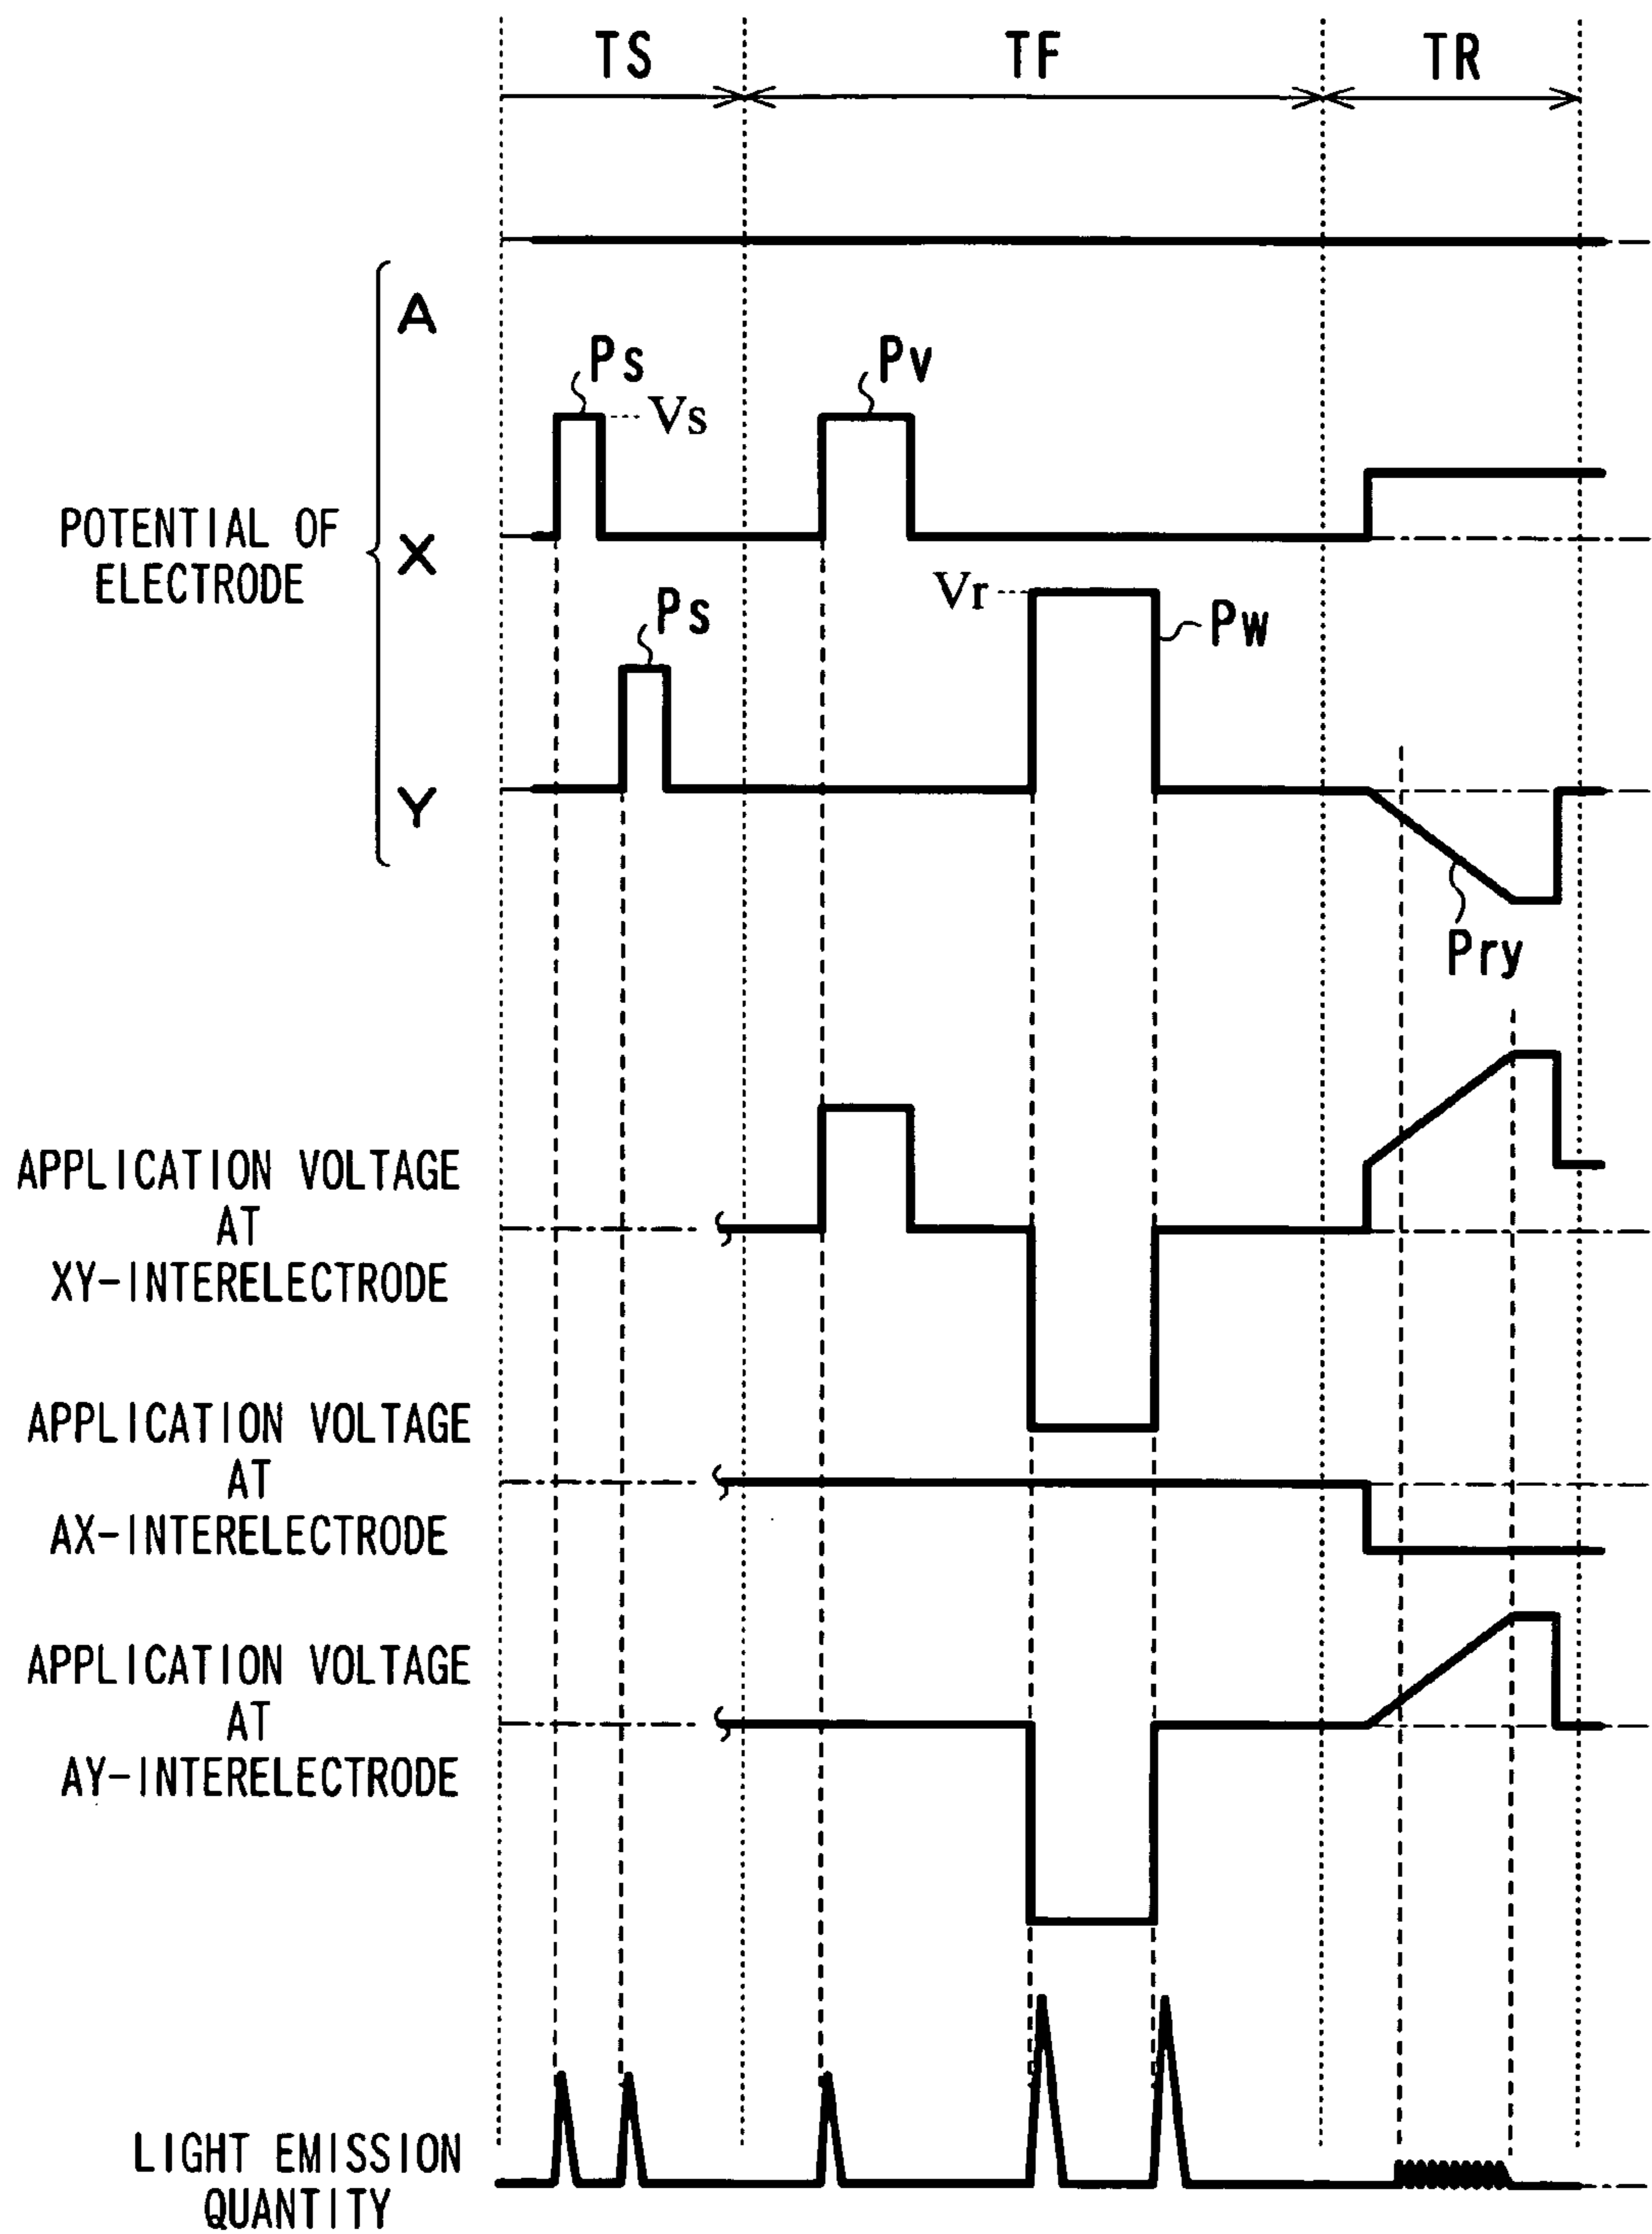 TS TF TR
A
Ps Pv
Vs
POTENTIAL OF
ELECTRODE
X
Vr
Ps Pw
Y
Pry
APPLICATION VOLTAGE
AT
XY-INTERELECTRODE
APPLICATION VOLTAGE
AT
AX-INTERELECTRODE
APPLICATION VOLTAGE
AT
AY-INTERELECTRODE
LIGHT EMISSION
QUANTITY